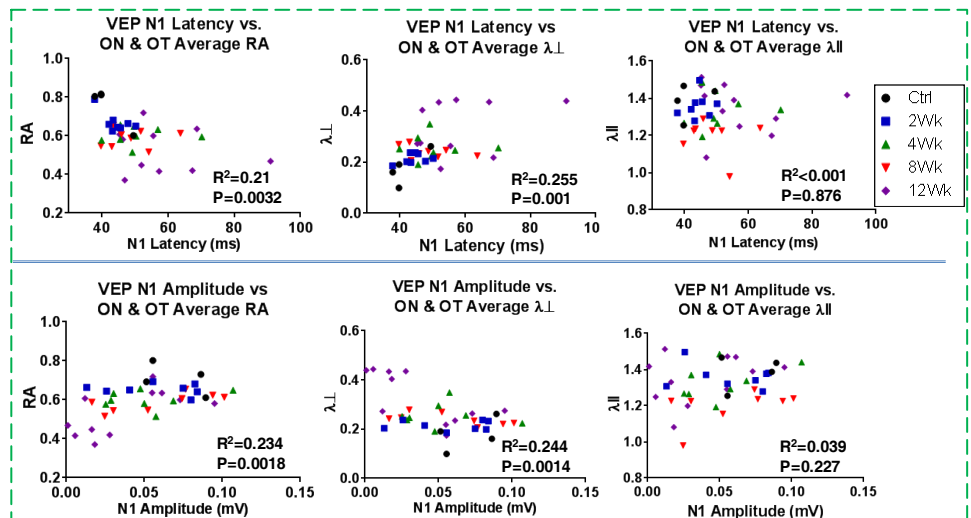 VEP N1 Latency vs.
ON & OT Average RA
RA
1.0
0.8
0.6
0.4
0.2
R²=0.21
P=0.0032
40
60
80
100
N1 Latency (ms)
VEP N1 Latency vs.
ON & OT Average λ⊥
λ⊥
0.6
0.4
0.2
0.0
R²=0.255
P=0.001
40
60
80
10
N1 Latency (ms)
VEP N1 Latency vs.
ON & OT Average λ∥
λ∥
1.6
1.4
1.2
1.0
0.8
R²<0.001
P=0.876
40
60
80
100
N1 Latency (ms)
Ctrl
2Wk
4Wk
8Wk
12Wk
VEP N1 Amplitude vs.
ON & OT Average RA
RA
1.0
0.8
0.6
0.4
0.2
R²=0.234
P=0.0018
0.00
0.05
0.10
0.15
N1 Amplitude (mV)
VEP N1 Amplitude vs.
ON & OT Average λ⊥
λ⊥
0.6
0.4
0.2
0.0
R²=0.244
P=0.0014
0.00
0.05
0.10
0.15
N1 Amplitude (mV)
VEP N1 Amplitude vs.
ON & OT Average λ∥
λ∥
1.6
1.4
1.2
1.0
0.8
R²=0.039
P=0.227
0.00
0.05
0.10
0.15
N1 Amplitude (mV)